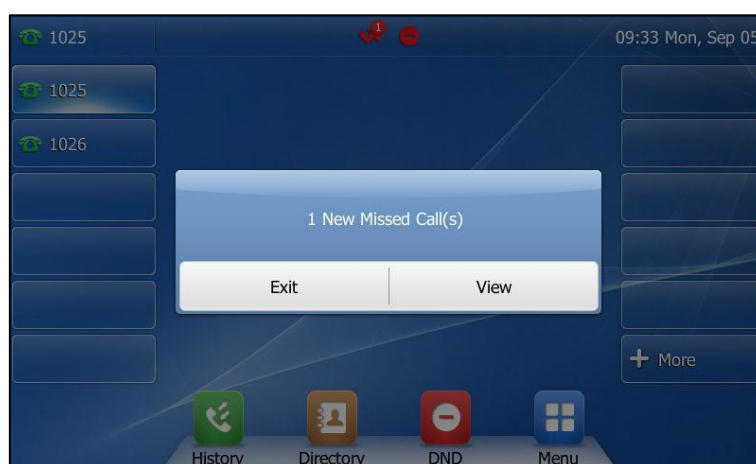 1025
1
09:33 Mon, Sep 05
1025
1026
1 New Missed Call(s)
Exit View
More
History Directory DND Menu